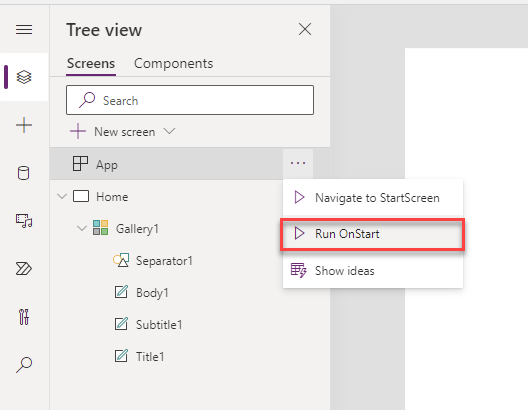 Tree view
Screens
Components
Search
New screen
App
...
Navigate to StartScreen
Home
Run OnStart
Gallery1
Separator1
Show ideas
Body1
Subtitle1
Title1